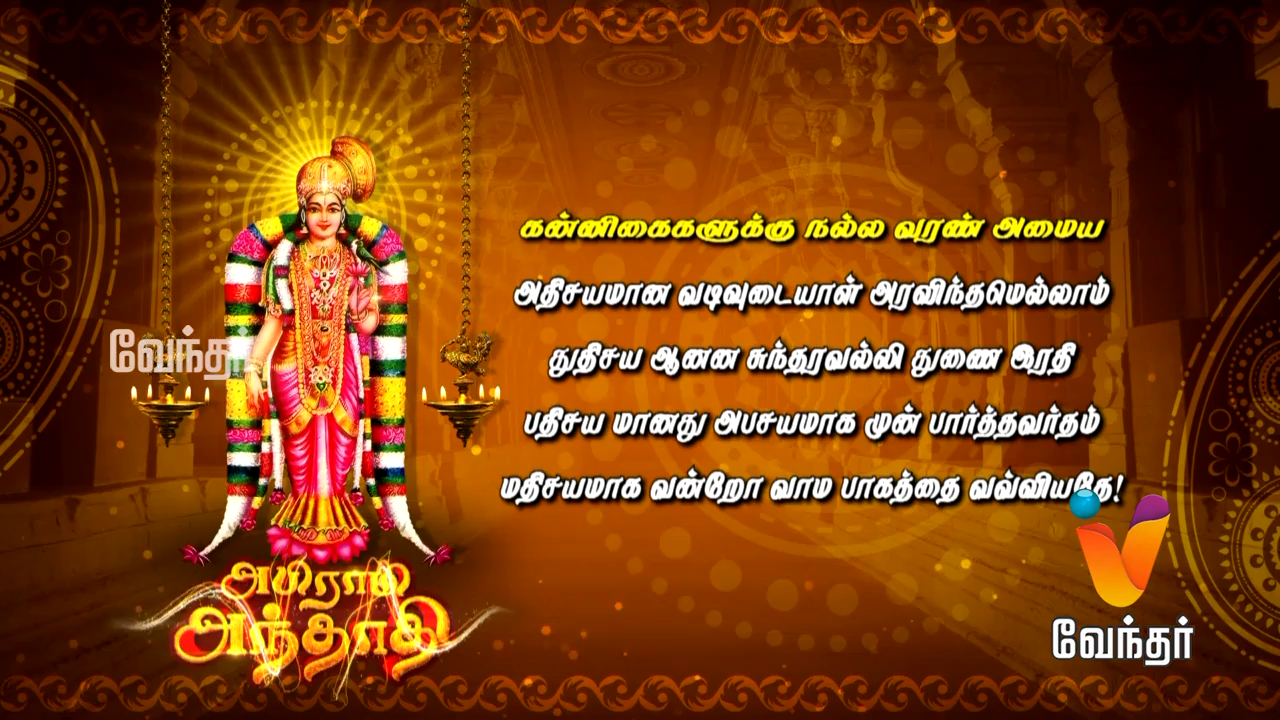 கன்னிகைகளுக்கு நல்ல வரண் அமைய
அதிசயமான வடிவுடையாள் அரவிந்தமெல்லாம்
துதிசய ஆனன சுந்தரவல்லி துணை இரதி
பதிசய மானது அபசயமாக முன் பார்த்தவர்தம்
மதிசயமாக வன்றோ வாம பாகத்தை வவ்வியதே!
வேந்தர்
அபிராமி
அந்தாதி
வேந்தர்